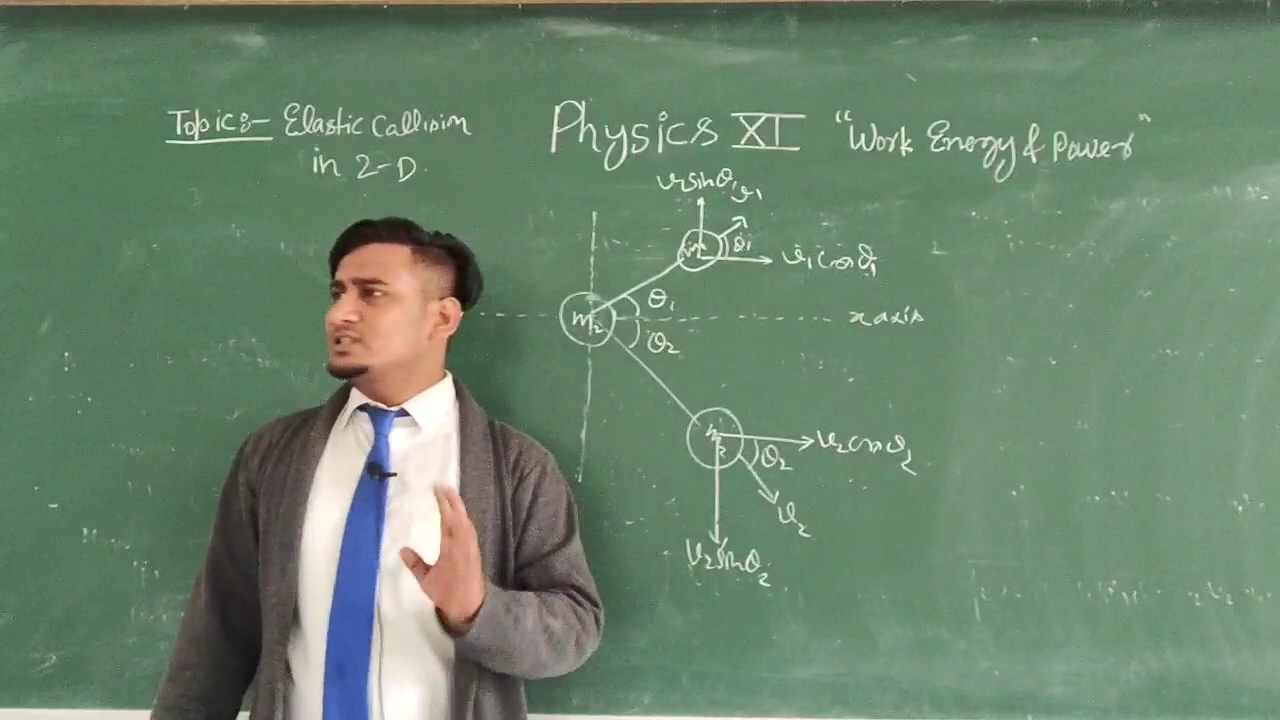 Topic:- Elastic Callision
in 2-D.
Physics XI "Work Energy & Power"
v₁sinθ₁
v₁
m₁
θ₁
v₁cosθ₁
θ₁
m₂
x axis
θ₂
m₂
v₂cosθ₂
θ₂
v₂
v₂sinθ₂